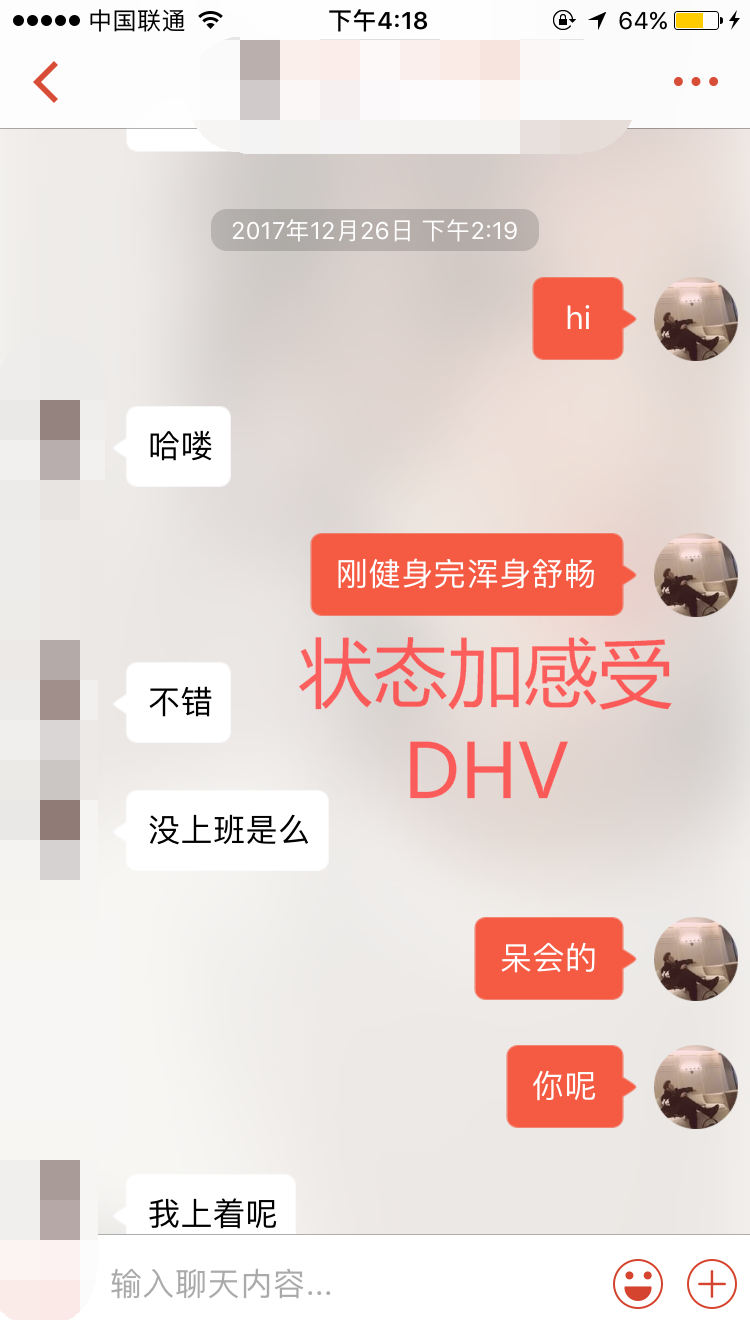 中国联通 下午4:18 64%
2017年12月26日 下午2:19
hi
哈喽
刚健身完浑身舒畅
状态加感受
DHV
不错
没上班是么
呆会的
你呢
我上着呢
输入聊天内容...